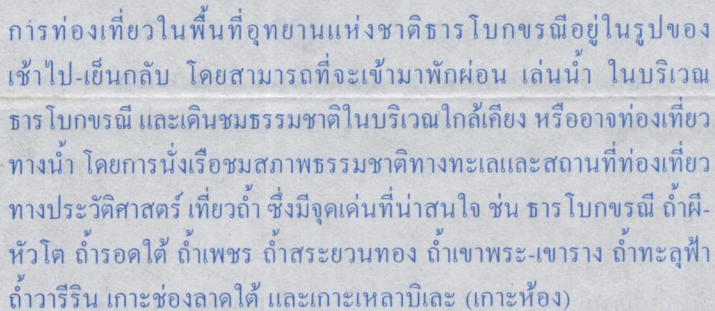 การท่องเที่ยวในพื้นที่อุทยานแห่งชาติธารโบกขรณีอยู่ในรูปของ
เช้าไป-เย็นกลับ โดยสามารถที่จะเข้ามาพักผ่อน เล่นน้ำ ในบริเวณ
ธารโบกขรณี และเดินชมธรรมชาติในบริเวณใกล้เคียง หรืออาจท่องเที่ยว
ทางน้ำ โดยการนั่งเรือชมสภาพธรรมชาติทางทะเลและสถานที่ท่องเที่ยว
ทางประวัติศาสตร์ เที่ยวถ้ำ ซึ่งมีจุดเด่นที่น่าสนใจ ช่น ธารโบกขรณี ถ้ำผี-
หัวโต ถ้ำรอดใต้ ถ้ำเพชร ถ้ำสระยวนทอง ถ้ำเขาพระ-เขาราง ถ้ำทะลุฟ้า
ถ้ำวารีริน เกาะช่องลาดใต้ และเกาะเหลาบิเละ (เกาะห้อง)